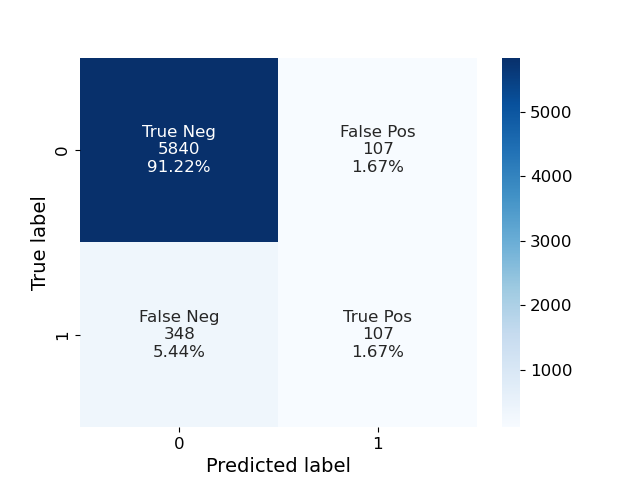 True Neg
5840
91.22%
False Pos
107
1.67%
False Neg
348
5.44%
True Pos
107
1.67%
0
1
True label
0
1
Predicted label
5000
4000
3000
2000
1000